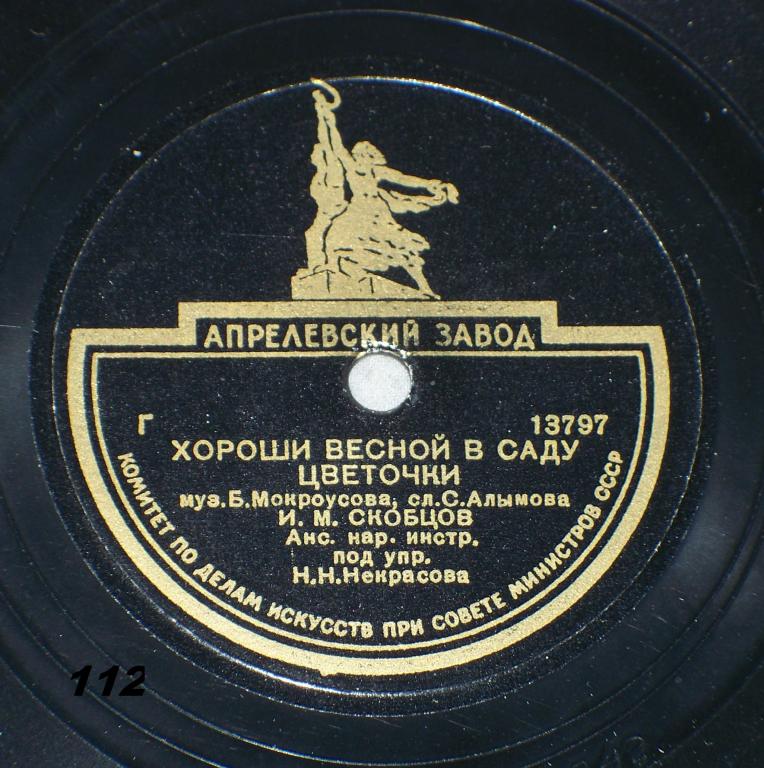 АПРЕЛЕВСКИЙ ЗАВОД
Г 13797
ХОРОШИ ВЕСНОЙ В САДУ
ЦВЕТОЧКИ
муз.Б.Мокроусова, сл.С.Алымова
И. М. СКОБЦОВ
Анс. нар. инстр.
под упр.
Н.Н.Некрасова
КОМИТЕТ ПО ДЕЛАМ ИСКУССТВ ПРИ СОВЕТЕ МИНИСТРОВ СССР
112